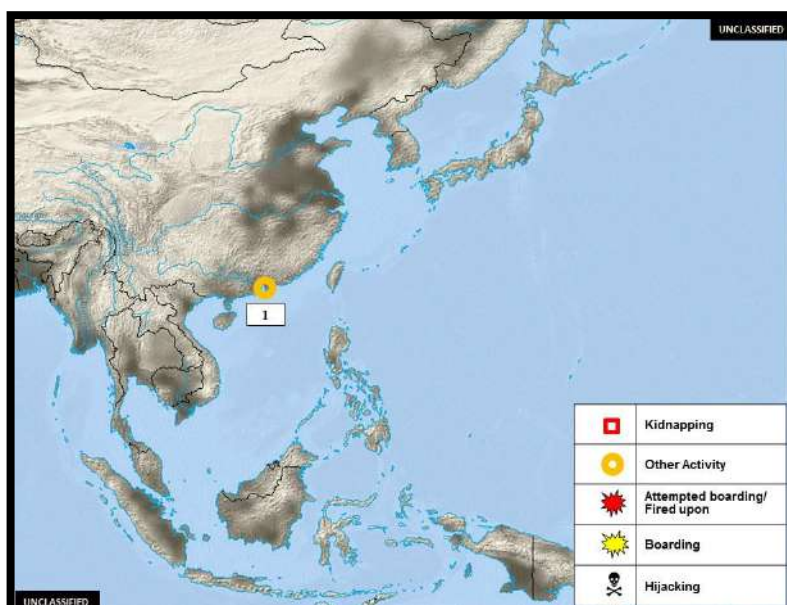 UNCLASSIFIED
1
Kidnapping
Other Activity
Attempted boarding/
Fired upon
Boarding
Hijacking
UNCLASSIFIED